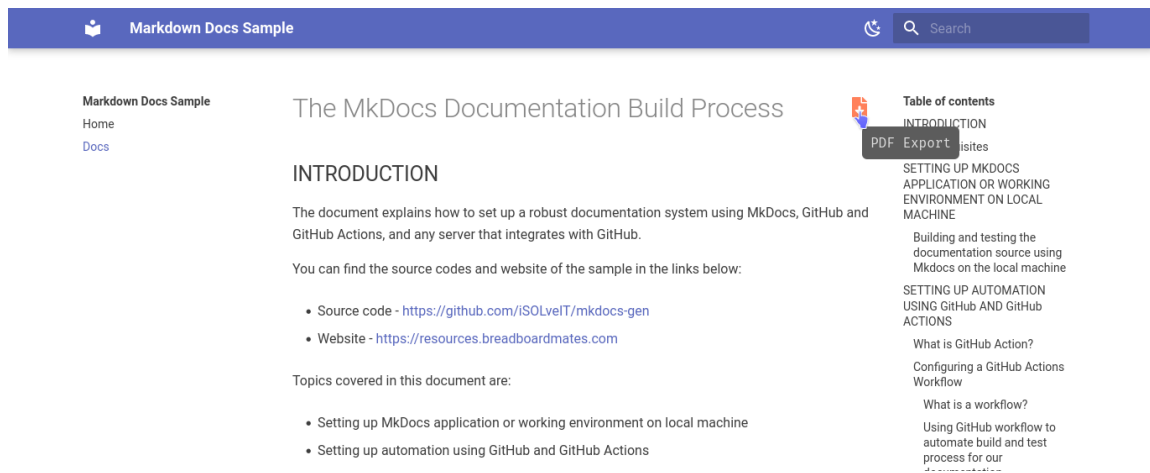 Markdown Docs Sample
Search
Markdown Docs Sample
Home
Docs
The MkDocs Documentation Build Process
PDF Export
INTRODUCTION
The document explains how to set up a robust documentation system using MkDocs, GitHub and
GitHub Actions, and any server that integrates with GitHub.
You can find the source codes and website of the sample in the links below:
Source code - https://github.com/iSOLveIT/mkdocs-gen
Website - https://resources.breadboardmates.com
Topics covered in this document are:
Setting up MkDocs application or working environment on local machine
Setting up automation using GitHub and GitHub Actions
Table of contents
INTRODUCTION
SETTING UP MKDOCS
APPLICATION OR WORKING
ENVIRONMENT ON LOCAL
MACHINE
Building and testing the
documentation source using
Mkdocs on the local machine
SETTING UP AUTOMATION
USING GitHub AND GitHub
ACTIONS
What is GitHub Action?
Configuring a GitHub Actions
Workflow
What is a workflow?
Using GitHub workflow to
automate build and test
process for our